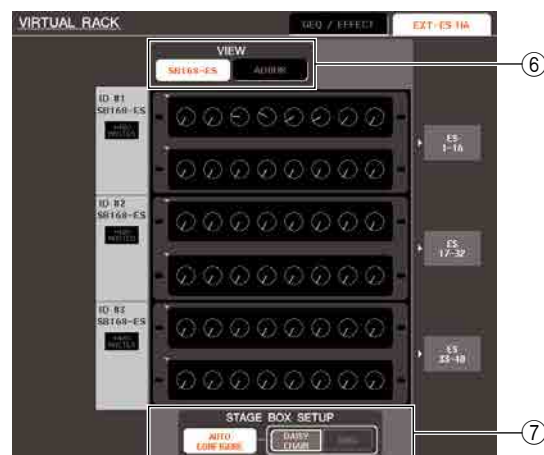 VIRTUAL RACK
GEQ / EFFECT
EXT-ES HA
VIEW
SB168-ES
AD8HR
6
ID #1
SB168-ES
ES
1-16
ID #2
SB168-ES
ES
17-32
ID #3
SB168-ES
ES
33-48
STAGE BOX SETUP
AUTO
CONFIGURE
DAISY
CHAIN
7